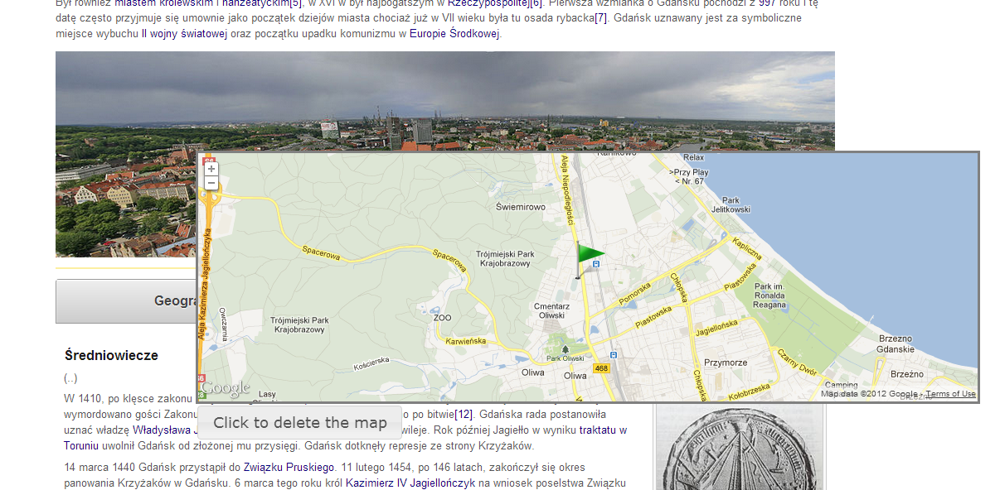 Był również miastem królewskim i hanzeatyckim[5], w XVI w był najbogatszym w Rzeczypospolitej[6]. Pierwsza wzmianka o Gdańsku pochodzi z 997 roku i tę
datę często przyjmuje się umownie jako początek dziejów miasta chociaż już w VII wieku była tu osada rybacka[7]. Gdańsk uznawany jest za symboliczne
miejsce wybuchu II wojny światowej oraz początku upadku komunizmu w Europie Środkowej.
Relax
>Przy Play
< Nr. 67
Karlikowo
S6
+
−
Aleja Niepodległości
Park
Jelitkowski
Świemirowo
Spacerowa
Spacerowa
Trójmiejski Park
Krajobrazowy
Kapliczna
Piastowska
Chłopska
Pomorska
Park im.
Ronalda
Reagana
Geogra
Aleja Kazimierza Jagiellończyka
Owczarnia
Trójmiejski Park
Krajobrazowy
ZOO
Cmentarz
Oliwski
Piastowska
Jagiellońska
Karwieńska
Brzezno
Gdanskie
Średniowiecze
Kościerska
Park Oliwski
468
Przymorze
Czarny Dwór
Oliwa
Oliwa
Chłopska
Brzeźno
(..)
S6
Google
Lasy
Kołobrzeska
Camping
Map data ©2012 Google - Terms of Use
W 1410, po klęsce zakonu
wymordowano gości Zakonu o po bitwie[12]. Gdańska rada postanowiła
Click to delete the map
uznać władzę Władysława J wileje. Rok później Jagiełło w wyniku traktatu w
Toruniu uwolnił Gdańsk od złożonej mu przysięgi. Gdańsk dotknęły represje ze strony Krzyżaków.
14 marca 1440 Gdańsk przystąpił do Związku Pruskiego. 11 lutego 1454, po 146 latach, zakończył się okres
panowania Krzyżaków w Gdańsku. 6 marca tego roku król Kazimierz IV Jagiellończyk na wniosek poselstwa Związku